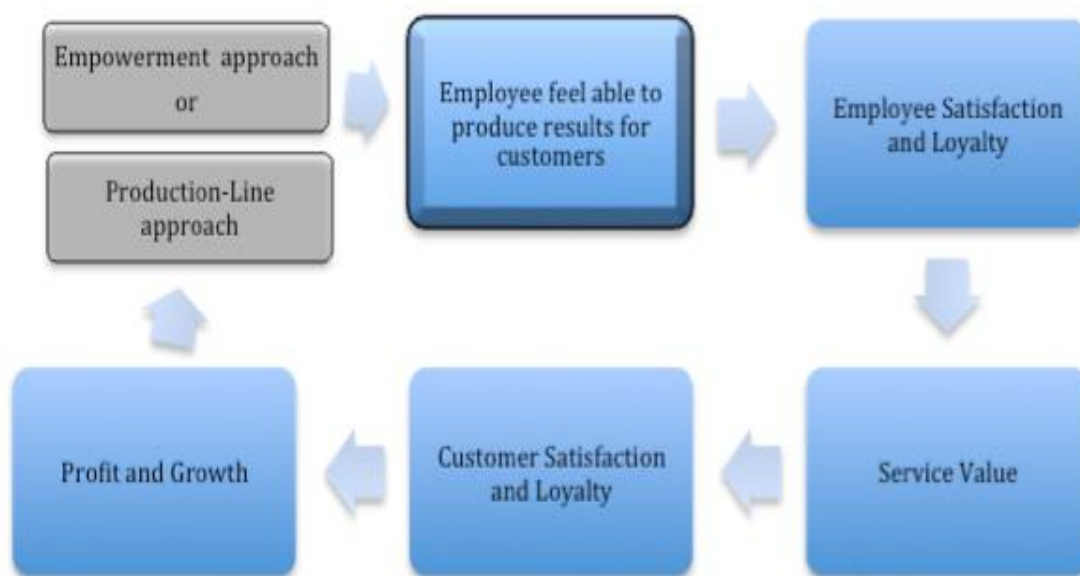 Empowerment approach
or
Production-Line
approach
Employee feel able to
produce results for
customers
Employee Satisfaction
and Loyalty
Service Value
Customer Satisfaction
and Loyalty
Profit and Growth